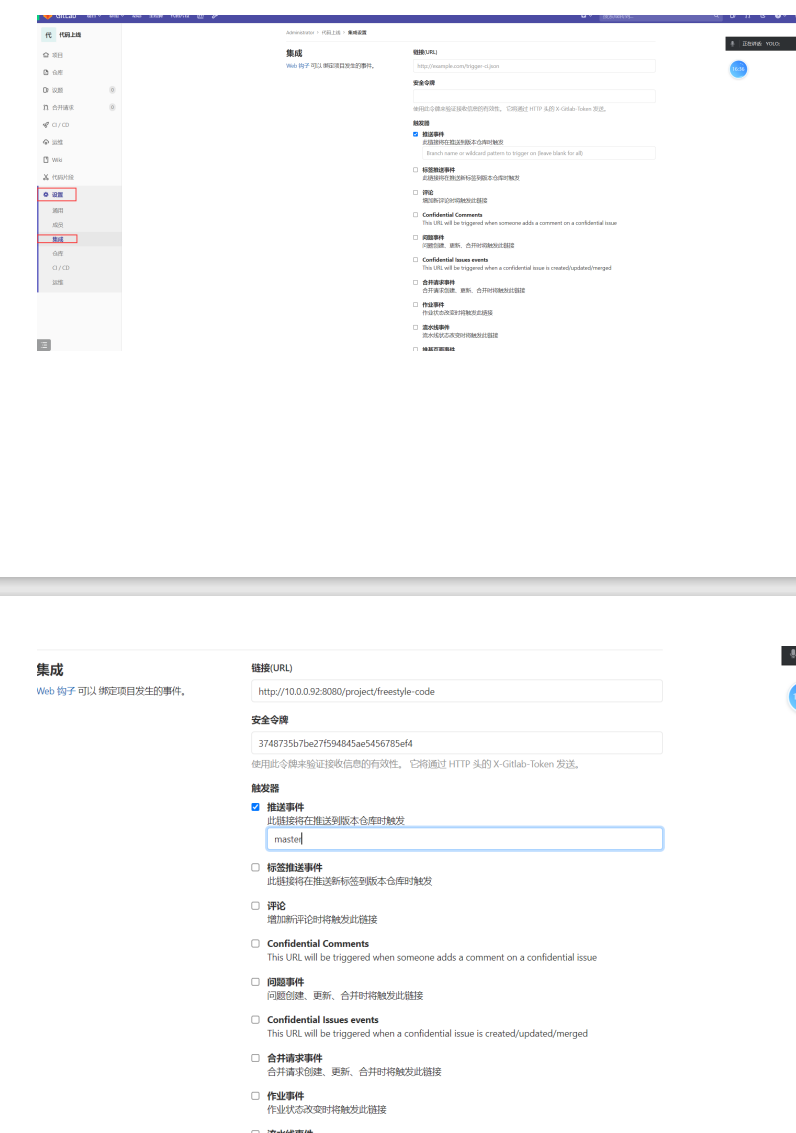 GitLab
代 代码上线
Administrator › 代码上线 › 集成设置
项目
仓库
议题 0
合并请求 0
CI / CD
运维
Wiki
代码片段
设置
通用
成员
集成
仓库
CI / CD
运维
集成
Web 钩子 可以 绑定项目发生的事件。
链接(URL)
http://example.com/trigger-ci.json
安全令牌
使用此令牌来验证接收信息的有效性。 它将通过 HTTP 头的 X-Gitlab-Token 发送。
触发器
推送事件
此链接将在推送到版本仓库时触发
Branch name or wildcard pattern to trigger on (leave blank for all)
标签推送事件
此链接将在推送新标签到版本仓库时触发
评论
增加新评论时将触发此链接
Confidential Comments
This URL will be triggered when someone adds a comment on a confidential issue
问题事件
问题创建、更新、合并时将触发此链接
Confidential Issues events
This URL will be triggered when a confidential issue is created/updated/merged
合并请求事件
合并请求创建、更新、合并时将触发此链接
作业事件
作业状态改变时将触发此链接
流水线事件
流水线状态改变时将触发此链接
维基页面事件
正在讲话: YOLO;
集成
Web 钩子 可以 绑定项目发生的事件。
链接(URL)
http://10.0.0.92:8080/project/freestyle-code
安全令牌
3748735b7be27f594845ae5456785ef4
使用此令牌来验证接收信息的有效性。 它将通过 HTTP 头的 X-Gitlab-Token 发送。
触发器
推送事件
此链接将在推送到版本仓库时触发
master
标签推送事件
此链接将在推送新标签到版本仓库时触发
评论
增加新评论时将触发此链接
Confidential Comments
This URL will be triggered when someone adds a comment on a confidential issue
问题事件
问题创建、更新、合并时将触发此链接
Confidential Issues events
This URL will be triggered when a confidential issue is created/updated/merged
合并请求事件
合并请求创建、更新、合并时将触发此链接
作业事件
作业状态改变时将触发此链接
流水线事件